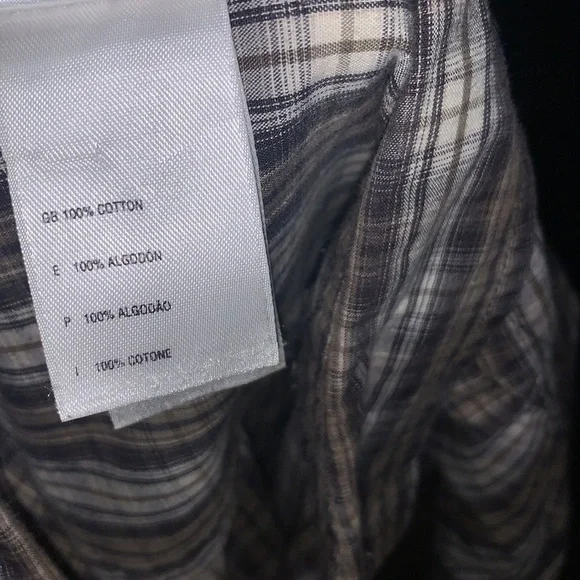 GB 100% COTTON
E 100% ALGODÓN
P 100% ALGODÃO
I 100% COTONE